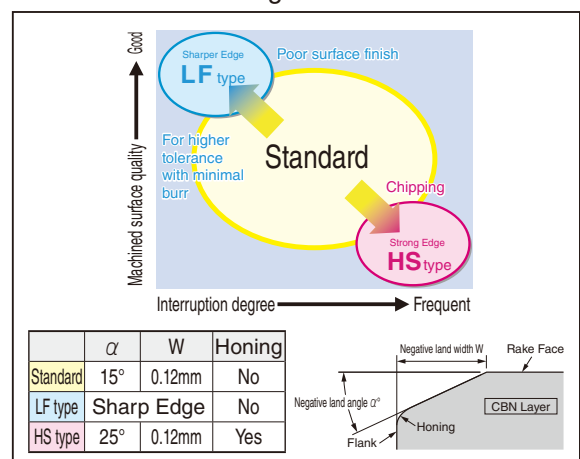 Good
Machined surface quality
Sharper Edge
LF type
Poor surface finish
For higher
tolerance
with minimal
burr
Standard
Chipping
Strong Edge
HS type
Interruption degree
Frequent
α W Honing
Standard 15° 0.12mm No
LF type Sharp Edge No
HS type 25° 0.12mm Yes
Negative land width W
Rake Face
Negative land angle α°
CBN Layer
Honing
Flank